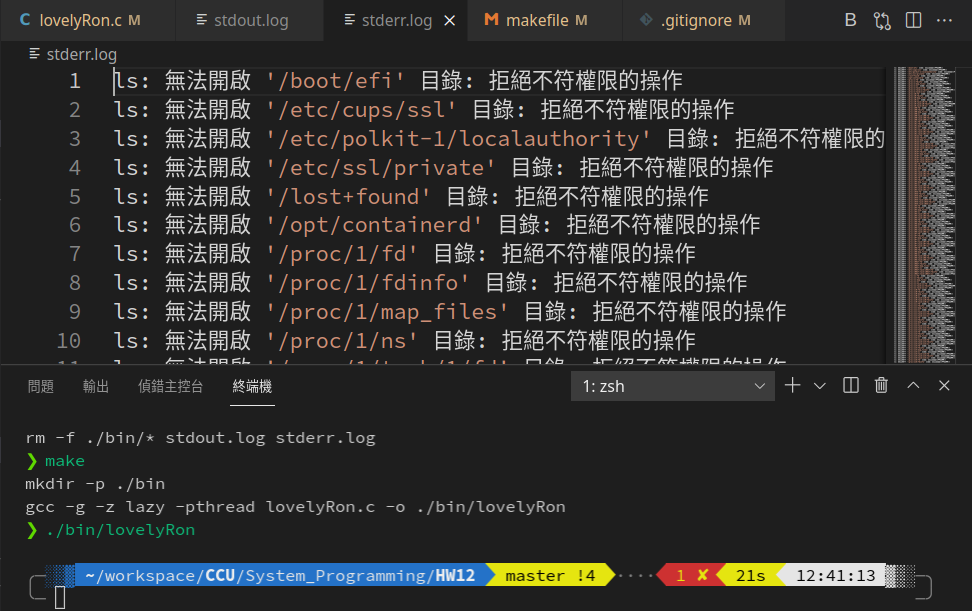 C lovelyRon.c M stdout.log stderr.log M makefile M .gitignore M B
stderr.log
1 ls: 無法開啟 '/boot/efi' 目錄: 拒絕不符權限的操作
2 ls: 無法開啟 '/etc/cups/ssl' 目錄: 拒絕不符權限的操作
3 ls: 無法開啟 '/etc/polkit-1/localauthority' 目錄: 拒絕不符權限的
4 ls: 無法開啟 '/etc/ssl/private' 目錄: 拒絕不符權限的操作
5 ls: 無法開啟 '/lost+found' 目錄: 拒絕不符權限的操作
6 ls: 無法開啟 '/opt/containerd' 目錄: 拒絕不符權限的操作
7 ls: 無法開啟 '/proc/1/fd' 目錄: 拒絕不符權限的操作
8 ls: 無法開啟 '/proc/1/fdinfo' 目錄: 拒絕不符權限的操作
9 ls: 無法開啟 '/proc/1/map_files' 目錄: 拒絕不符權限的操作
10 ls: 無法開啟 '/proc/1/ns' 目錄: 拒絕不符權限的操作
問題 輸出 偵錯主控台 終端機 1: zsh
rm -f ./bin/* stdout.log stderr.log
❯ make
mkdir -p ./bin
gcc -g -z lazy -pthread lovelyRon.c -o ./bin/lovelyRon
❯ ./bin/lovelyRon
~/workspace/CCU/System_Programming/HW12 master !4 ···· 1 ✘ 21s 12:41:13